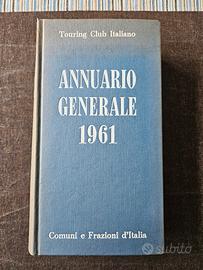 Touring Club Italiano
ANNUARIO
GENERALE
1961
Comuni e Frazioni d'Italia
subito